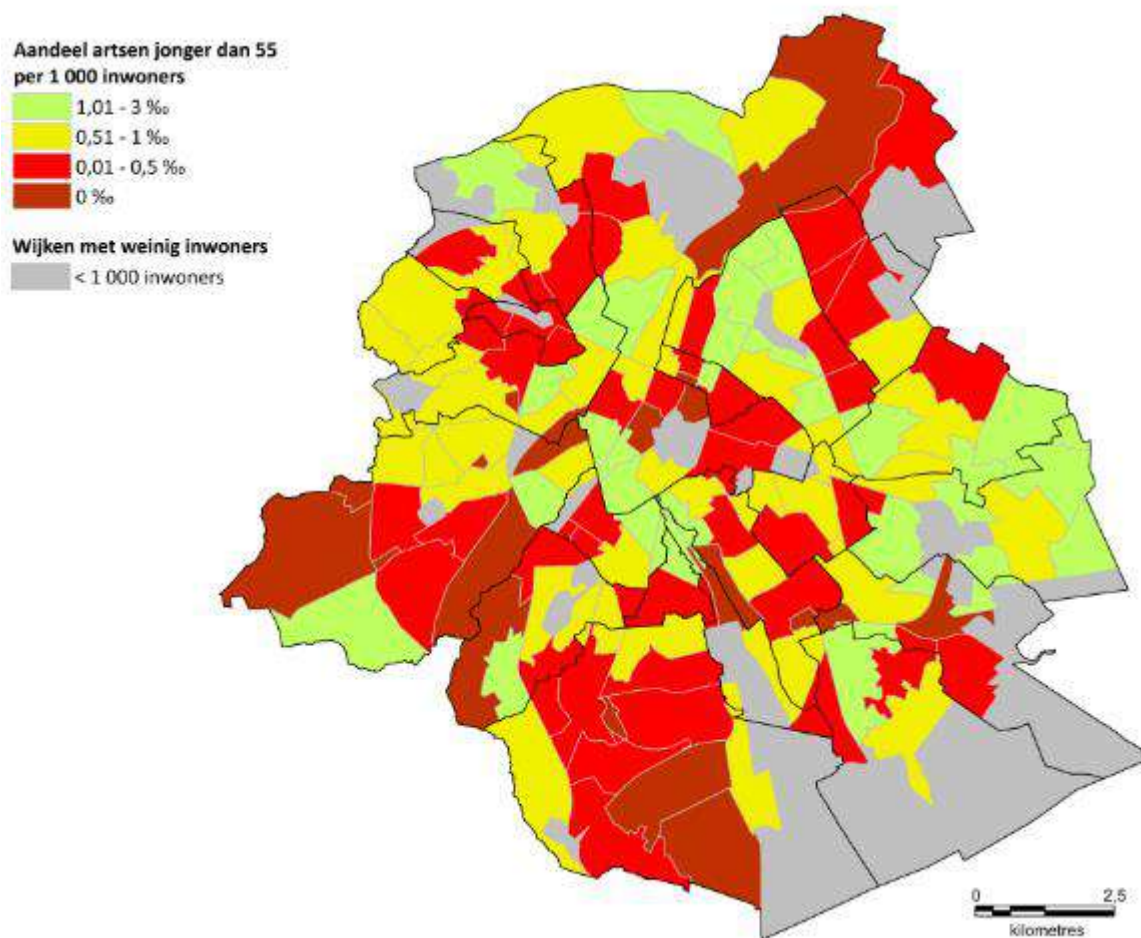 Aandeel artsen jonger dan 55
per 1 000 inwoners
1,01 - 3 ‰
0,51 - 1 ‰
0,01 - 0,5 ‰
0 ‰
Wijken met weinig inwoners
< 1 000 inwoners
0 2,5
kilometres